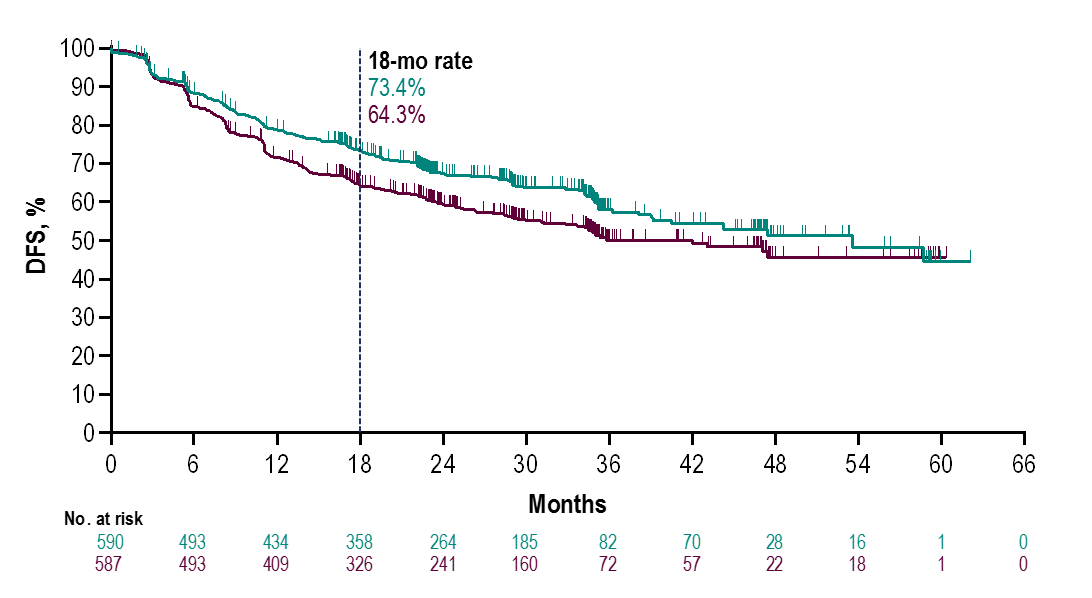 100
90
80
70
60
50
40
30
20
10
0
DFS, %
18-mo rate
73.4%
64.3%
0 6 12 18 24 30 36 42 48 54 60 66
Months
No. at risk
590 493 434 358 264 185 82 70 28 16 1 0
587 493 409 326 241 160 72 57 22 18 1 0